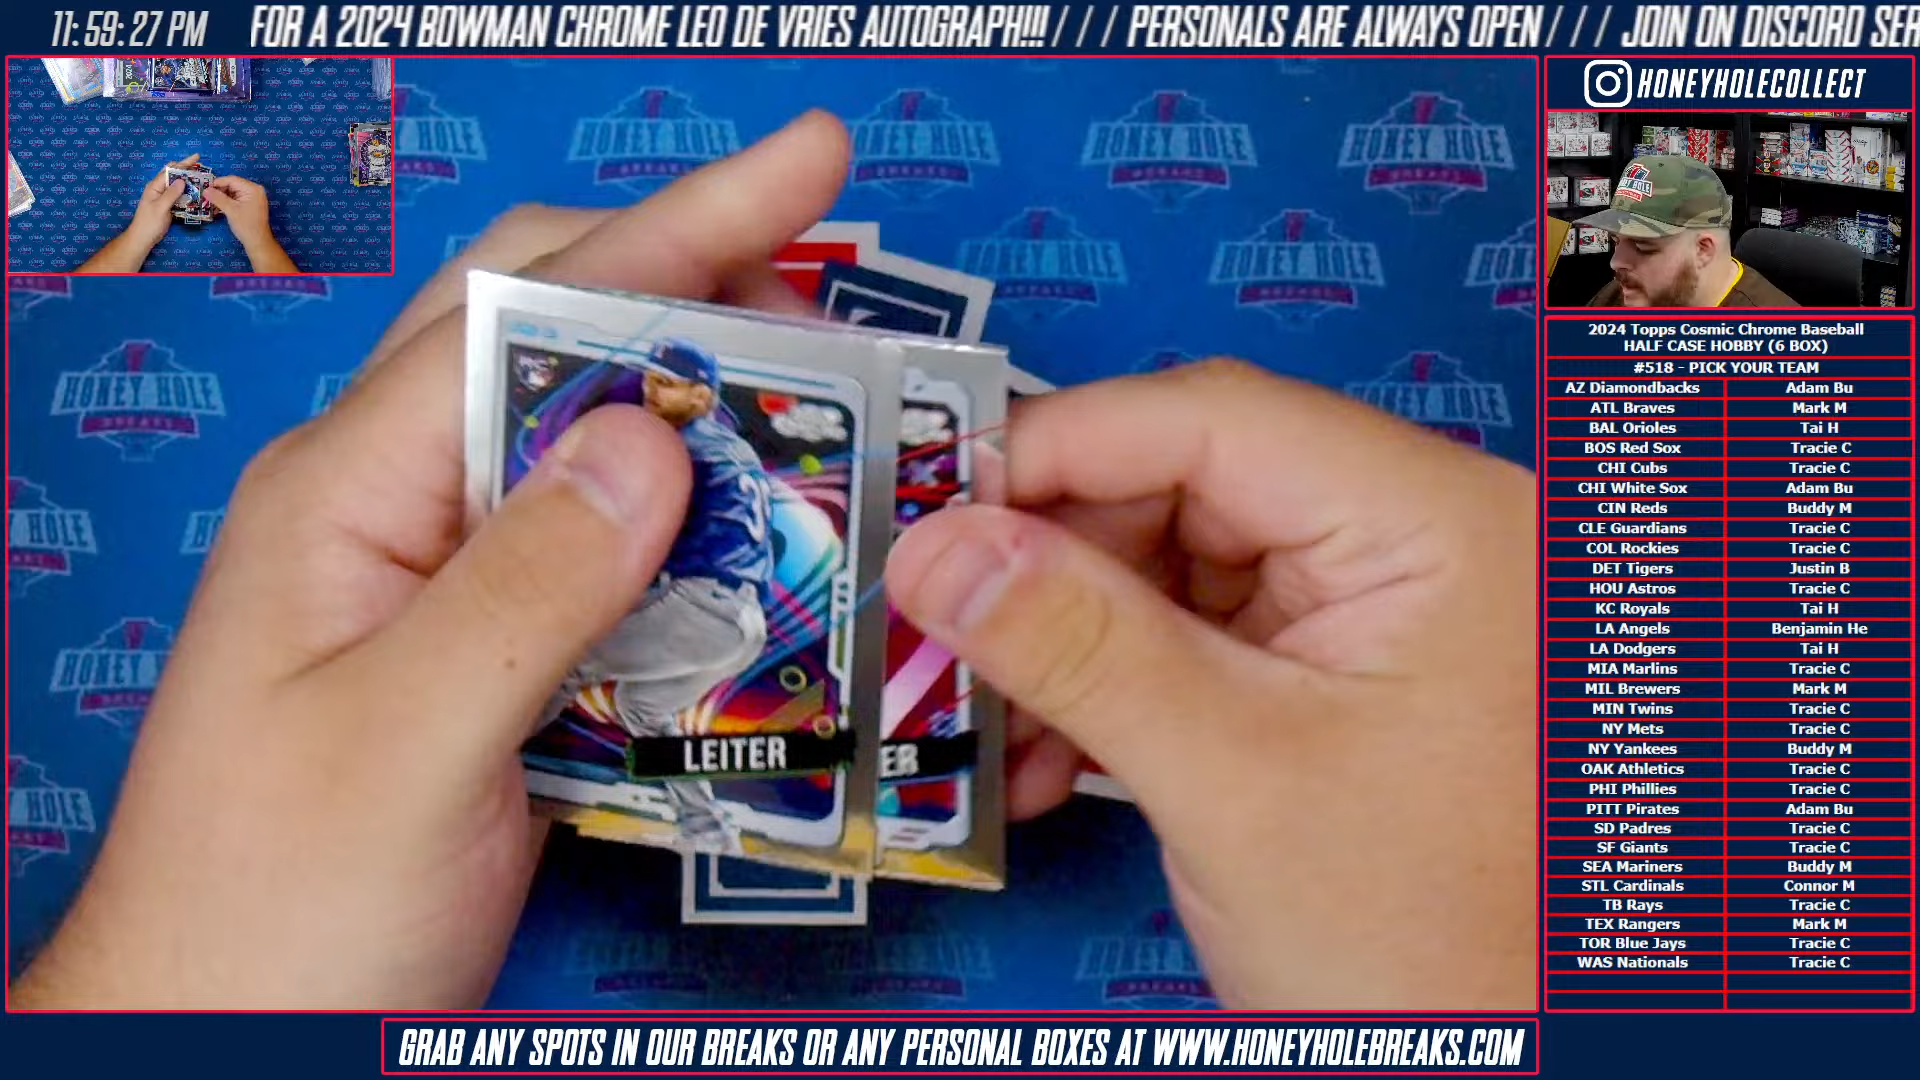 11:59:27 PM
FOR A 2024 BOWMAN CHROME LEO DE VRIES AUTOGRAPH!!! / / / PERSONALS ARE ALWAYS OPEN / / / JOIN ON DISCORD SER
HONEYHOLECOLLECT
HONEY HOLE
BREAKS
LEITER
ER
2024 Topps Cosmic Chrome Baseball
HALF CASE HOBBY (6 BOX)
#518 - PICK YOUR TEAM
AZ Diamondbacks Adam Bu
ATL Braves Mark M
BAL Orioles Tai H
BOS Red Sox Tracie C
CHI Cubs Tracie C
CHI White Sox Adam Bu
CIN Reds Buddy M
CLE Guardians Tracie C
COL Rockies Tracie C
DET Tigers Justin B
HOU Astros Tracie C
KC Royals Tai H
LA Angels Benjamin He
LA Dodgers Tai H
MIA Marlins Tracie C
MIL Brewers Mark M
MIN Twins Tracie C
NY Mets Tracie C
NY Yankees Buddy M
OAK Athletics Tracie C
PHI Phillies Tracie C
PITT Pirates Adam Bu
SD Padres Tracie C
SF Giants Tracie C
SEA Mariners Buddy M
STL Cardinals Connor M
TB Rays Tracie C
TEX Rangers Mark M
TOR Blue Jays Tracie C
WAS Nationals Tracie C
GRAB ANY SPOTS IN OUR BREAKS OR ANY PERSONAL BOXES AT WWW.HONEYHOLEBREAKS.COM